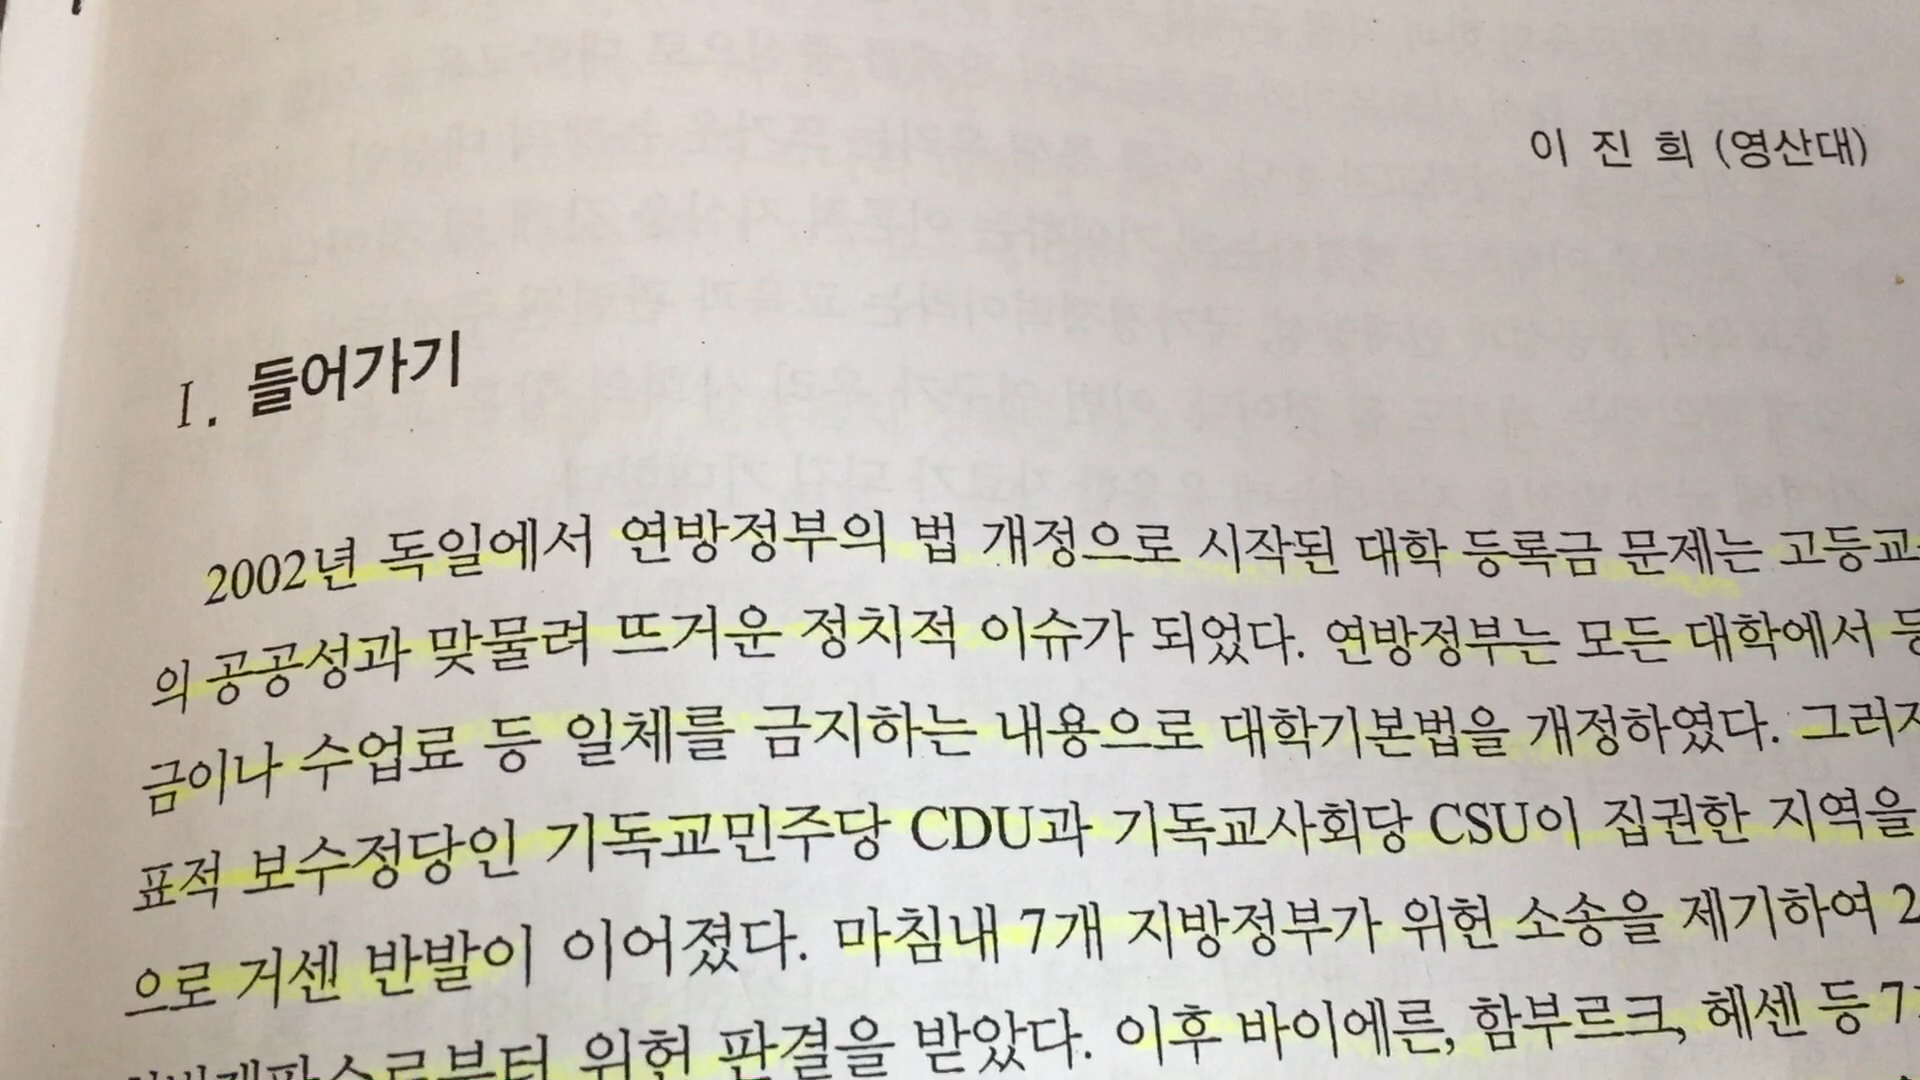 이 진 희 (영산대)
I. 들어가기
2002년 독일에서 연방정부의 법 개정으로 시작된 대학 등록금 문제는
의 공공성과 맞물려 뜨거운 정치적 이슈가 되었다. 연방정부는 모든 대학에서
금이나 수업료 등 일체를 금지하는 내용으로 대학기본법을 개정하였다.
표적 보수정당인 기독교민주당 CDU과 기독교사회당 CSU이 집권한 지역을
으로 거센 반발이 이어졌다. 마침내 7개 지방정부가 위헌 소송을 제기하여
위헌 판결을 받았다. 이후 바이에른, 함부르크, 헤센 등